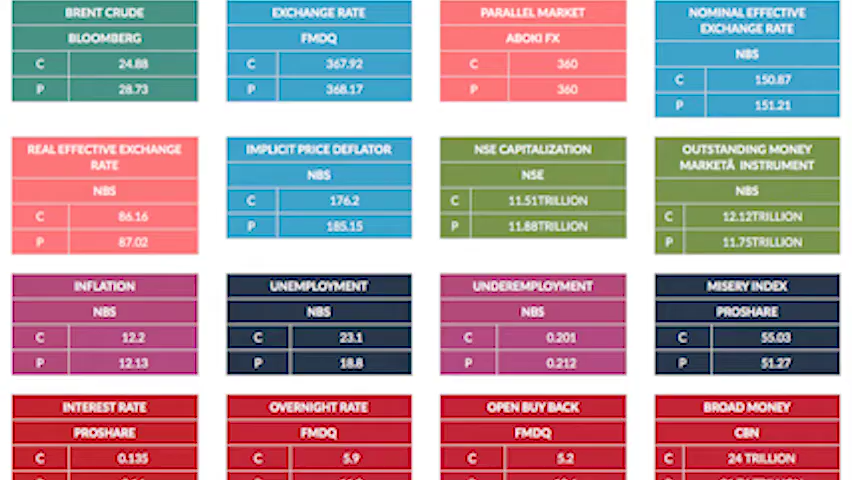 BRENT CRUDE
BLOOMBERG
C 24.88
P 28.73
EXCHANGE RATE
FMDQ
C 367.92
P 368.17
PARALLEL MARKET
ABOKI FX
C 360
P 360
NOMINAL EFFECTIVE
EXCHANGE RATE
NBS
C 150.87
P 151.21
REAL EFFECTIVE EXCHANGE
RATE
NBS
C 86.16
P 87.02
IMPLICIT PRICE DEFLATOR
NBS
C 176.2
P 185.15
NSE CAPITALIZATION
NSE
C 11.51TRILLION
P 11.88TRILLION
OUTSTANDING MONEY
MARKETÂ INSTRUMENT
NBS
C 12.12TRILLION
P 11.75TRILLION
INFLATION
NBS
C 12.2
P 12.13
UNEMPLOYMENT
NBS
C 23.1
P 18.8
UNDEREMPLOYMENT
NBS
C 0.201
P 0.212
MISERY INDEX
PROSHARE
C 55.03
P 51.27
INTEREST RATE
PROSHARE
C 0.135
OVERNIGHT RATE
FMDQ
C 5.9
OPEN BUY BACK
FMDQ
C 5.2
BROAD MONEY
CBN
C 24 TRILLION